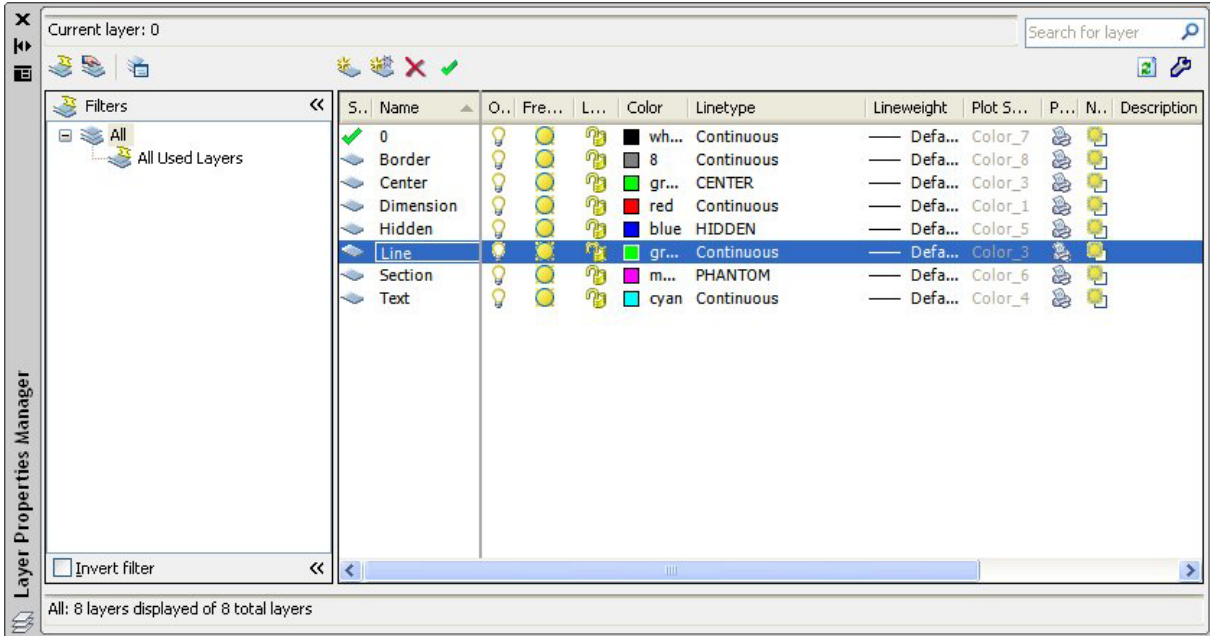 Current layer: 0
Search for layer
Filters
All
All Used Layers
Invert filter
S.. Name O.. Fre... L... Color Linetype Lineweight Plot S... P... N.. Description
0 wh... Continuous Defa... Color_7
Border 8 Continuous Defa... Color_8
Center gr... CENTER Defa... Color_3
Dimension red Continuous Defa... Color_1
Hidden blue HIDDEN Defa... Color_5
Line gr... Continuous Defa... Color_3
Section m... PHANTOM Defa... Color_6
Text cyan Continuous Defa... Color_4
All: 8 layers displayed of 8 total layers
Layer Properties Manager